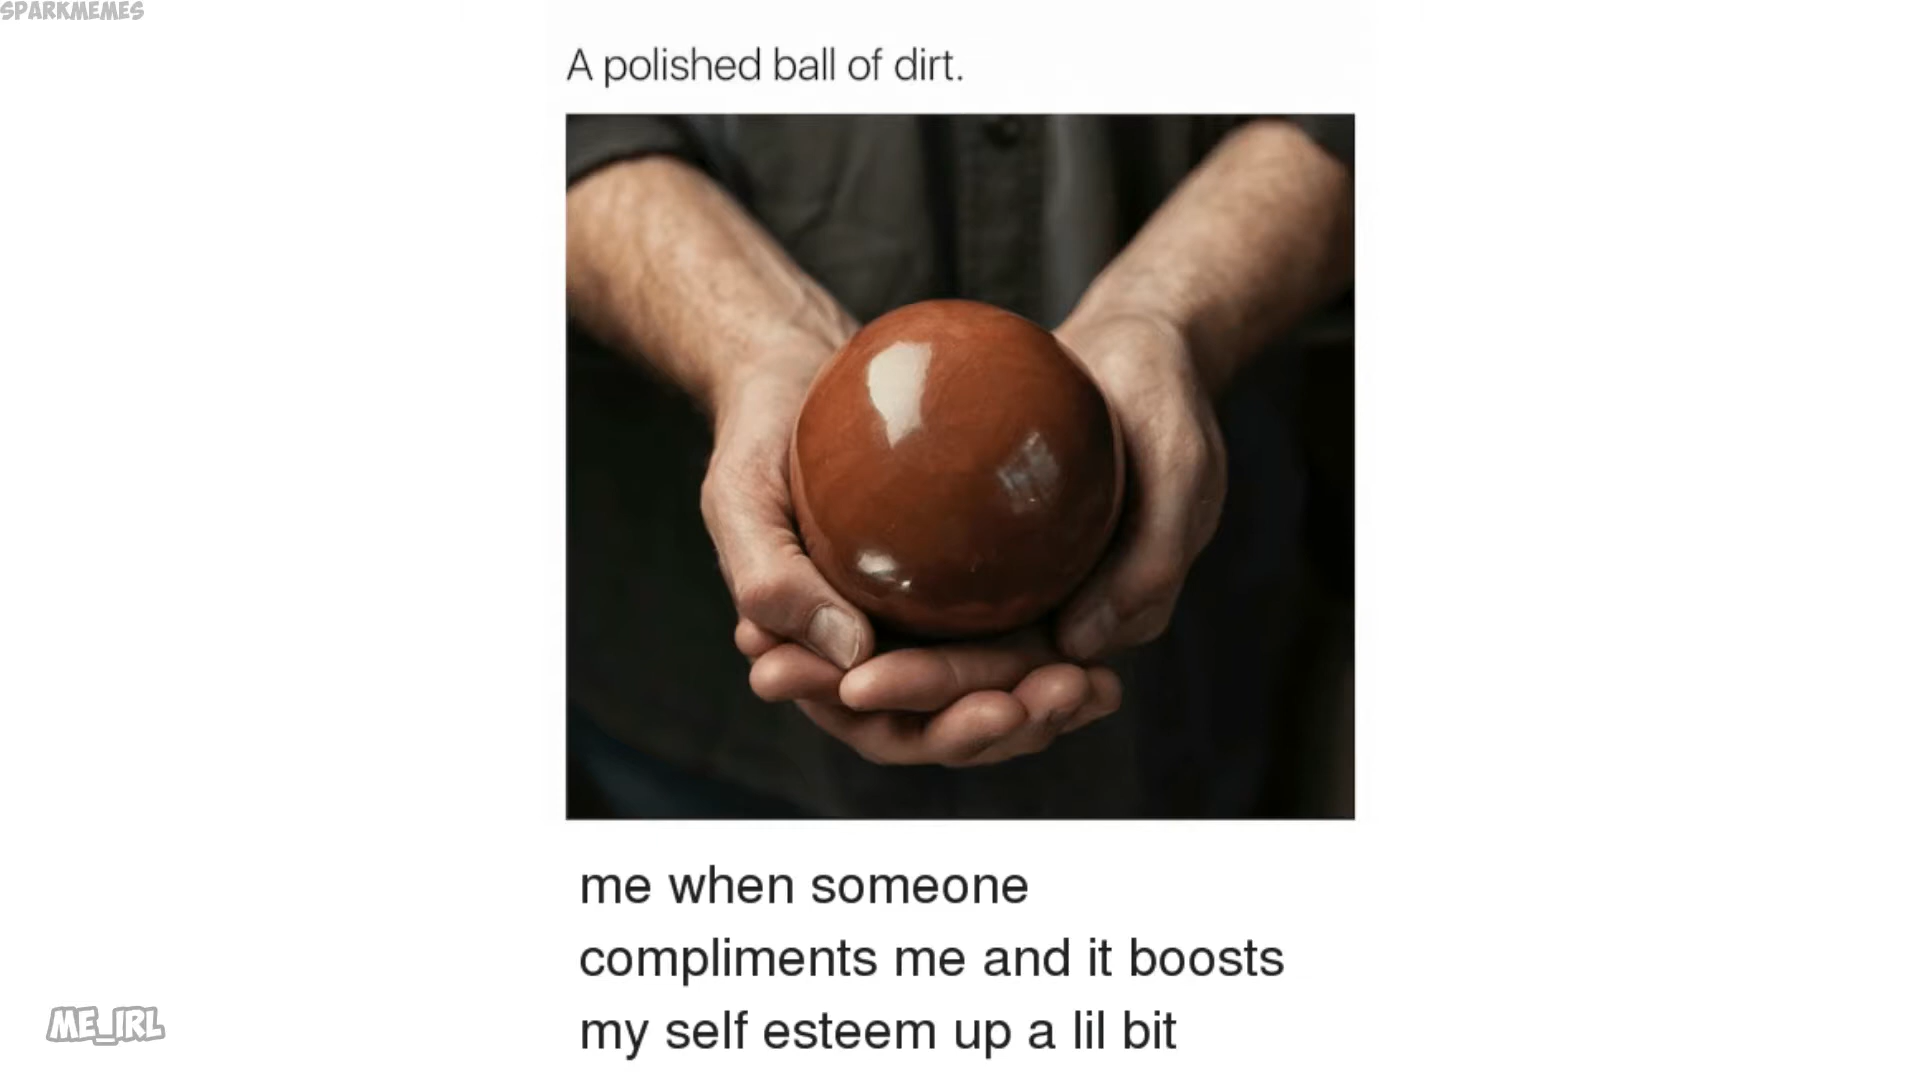 SPARKMEMES
A polished ball of dirt.
me when someone
compliments me and it boosts
my self esteem up a lil bit
ME_IRL